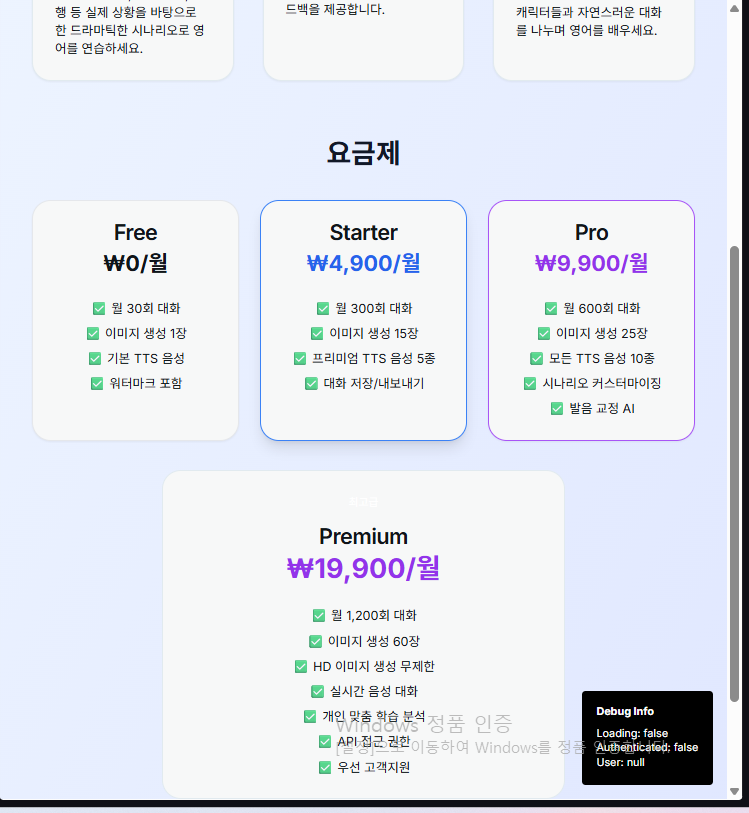 행 등 실제 상황을 바탕으로
한 드라마틱한 시나리오로 영
어를 연습하세요.
드백을 제공합니다.
캐릭터들과 자연스러운 대화
를 나누며 영어를 배우세요.
요금제
Free
₩0/월
✅ 월 30회 대화
✅ 이미지 생성 1장
✅ 기본 TTS 음성
✅ 워터마크 포함
Starter
₩4,900/월
✅ 월 300회 대화
✅ 이미지 생성 15장
✅ 프리미엄 TTS 음성 5종
✅ 대화 저장/내보내기
Pro
₩9,900/월
✅ 월 600회 대화
✅ 이미지 생성 25장
✅ 모든 TTS 음성 10종
✅ 시나리오 커스터마이징
✅ 발음 교정 AI
Premium
₩19,900/월
✅ 월 1,200회 대화
✅ 이미지 생성 60장
✅ HD 이미지 생성 무제한
✅ 실시간 음성 대화
✅ 개인 맞춤 학습 분석
✅ API 접근 권한
✅ 우선 고객지원
Windows 정품 인증
[설정]으로 이동하여 Windows를 정품 인증합니다.
Debug Info
Loading: false
Authenticated: false
User: null